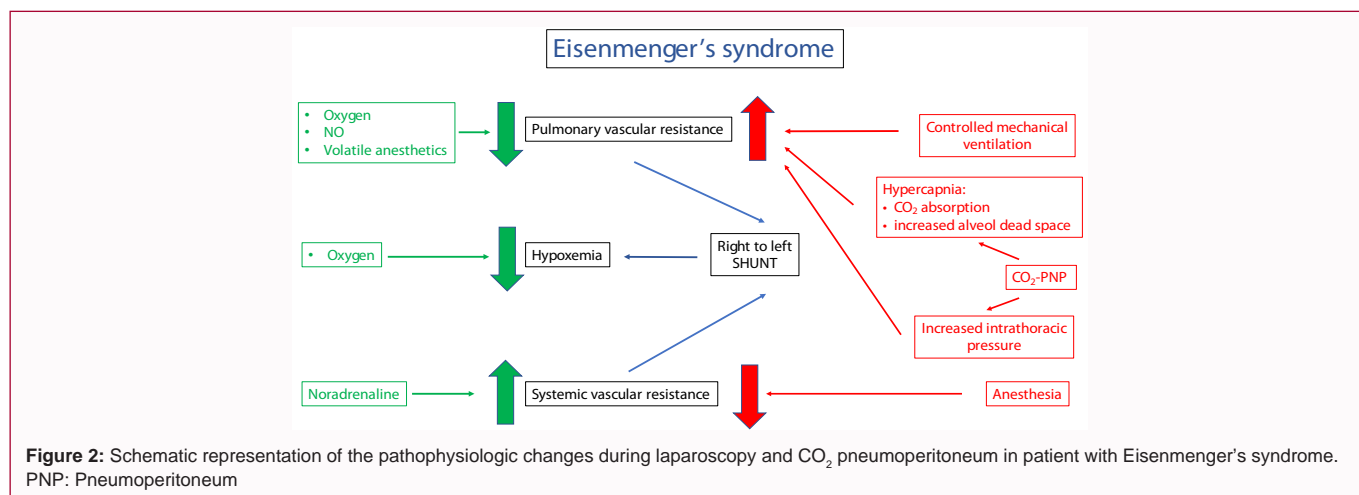 Eisenmenger's syndrome
• Oxygen
• NO
• Volatile anesthetics
Pulmonary vascular resistance
Controlled mechanical
ventilation
Hypercapnia:
• CO₂ absorption
• increased alveol dead space
• Oxygen
Hypoxemia
Right to left
SHUNT
CO₂-PNP
Increased intrathoracic
pressure
Noradrenaline
Systemic vascular resistance
Anesthesia
Figure 2: Schematic representation of the pathophysiologic changes during laparoscopy and CO₂ pneumoperitoneum in patient with Eisenmenger's syndrome.
PNP: Pneumoperitoneum